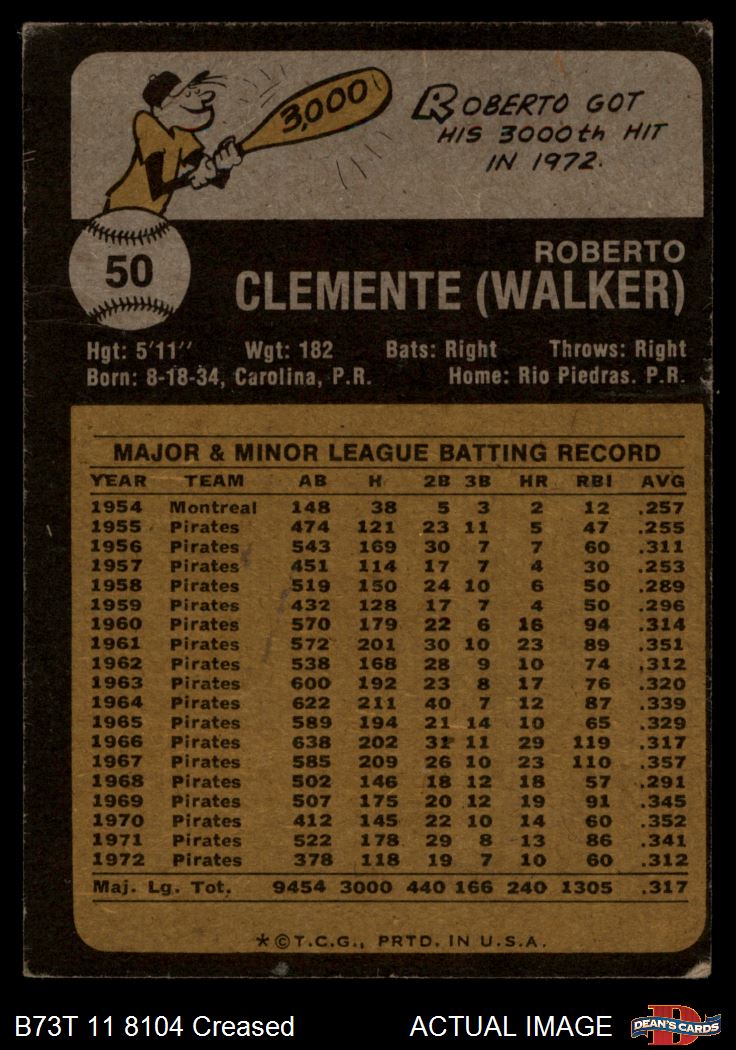 3,000
ROBERTO GOT
HIS 3000th HIT
IN 1972.
50
ROBERTO
CLEMENTE (WALKER)
Hgt: 5'11'' Wgt: 182 Bats: Right Throws: Right
Born: 8-18-34, Carolina, P.R. Home: Rio Piedras. P.R.
MAJOR & MINOR LEAGUE BATTING RECORD
YEAR TEAM AB H 2B 3B HR RBI AVG
1954 Montreal 148 38 5 3 2 12 .257
1955 Pirates 474 121 23 11 5 47 .255
1956 Pirates 543 169 30 7 7 60 .311
1957 Pirates 451 114 17 7 4 30 .253
1958 Pirates 519 150 24 10 6 50 .289
1959 Pirates 432 128 17 7 4 50 .296
1960 Pirates 570 179 22 6 16 94 .314
1961 Pirates 572 201 30 10 23 89 .351
1962 Pirates 538 168 28 9 10 74 .312
1963 Pirates 600 192 23 8 17 76 .320
1964 Pirates 622 211 40 7 12 87 .339
1965 Pirates 589 194 21 14 10 65 .329
1966 Pirates 638 202 31 11 29 119 .317
1967 Pirates 585 209 26 10 23 110 .357
1968 Pirates 502 146 18 12 18 57 .291
1969 Pirates 507 175 20 12 19 91 .345
1970 Pirates 412 145 22 10 14 60 .352
1971 Pirates 522 178 29 8 13 86 .341
1972 Pirates 378 118 19 7 10 60 .312
Maj. Lg. Tot. 9454 3000 440 166 240 1305 .317
*©T.C.G., PRTD. IN U.S.A.
B73T 11 8104 Creased ACTUAL IMAGE
D
DEAN'S CARDS